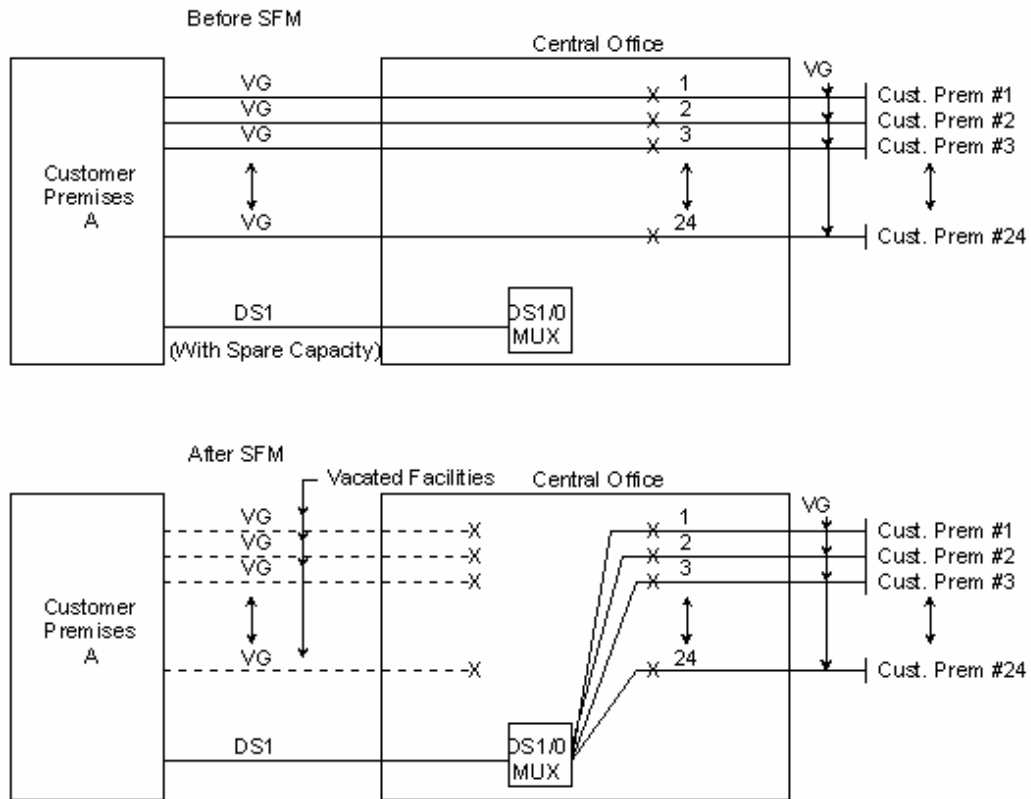 Before SFM
Central Office
VG
VG
1
Cust. Prem #1
VG
2
Cust. Prem #2
VG
3
Cust. Prem #3
Customer
Premises
A
VG
24
Cust. Prem #24
DS1
DS1/0
MUX
(With Spare Capacity)
After SFM
Vacated Facilities
Central Office
VG
VG
X
X
1
Cust. Prem #1
VG
X
X
2
Cust. Prem #2
VG
X
X
3
Cust. Prem #3
Customer
Premises
A
VG
X
X
24
Cust. Prem #24
DS1
DS1/0
MUX